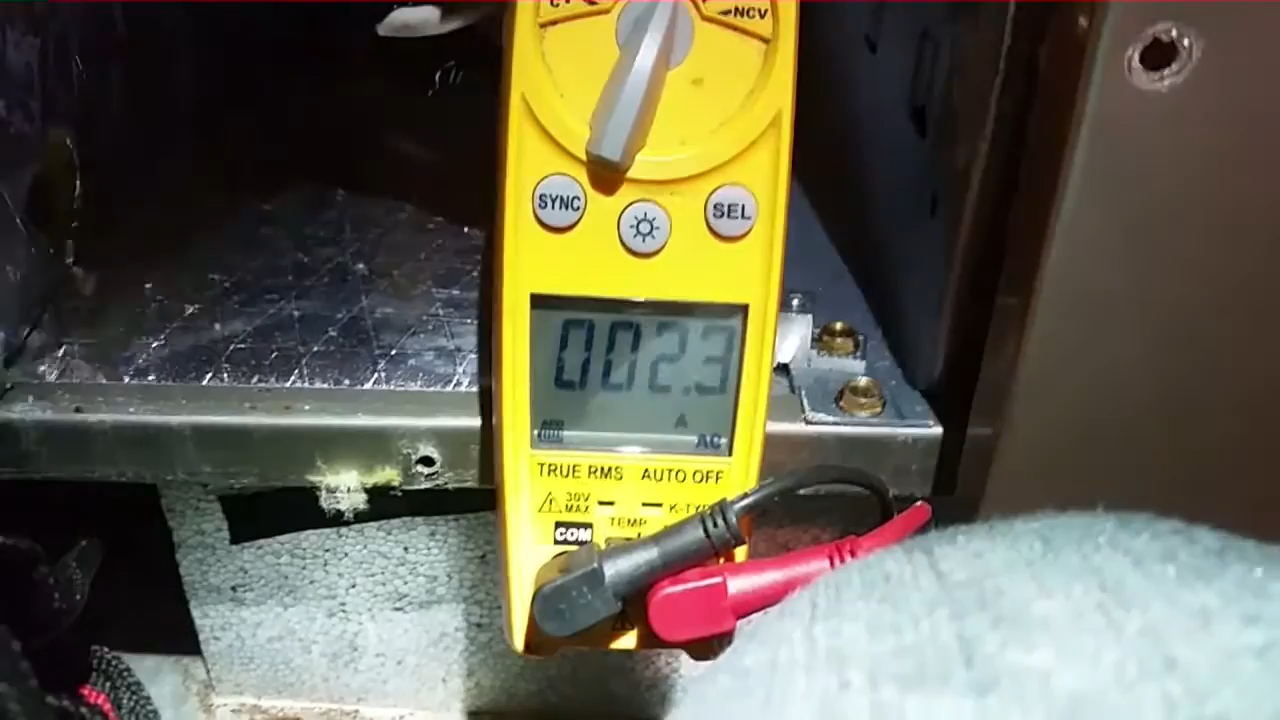 NCV
SYNC
SEL
002.3
A
AC
TRUE RMS AUTO OFF
30V
MAX
TEMP
COM